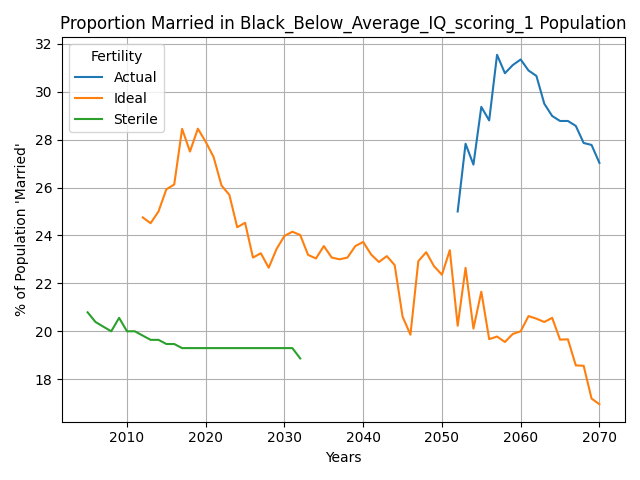 Proportion Married in Black_Below_Average_IQ_scoring_1 Population
% of Population 'Married'
32
30
28
26
24
22
20
18
Fertility
Actual
Ideal
Sterile
2010 2020 2030 2040 2050 2060 2070
Years